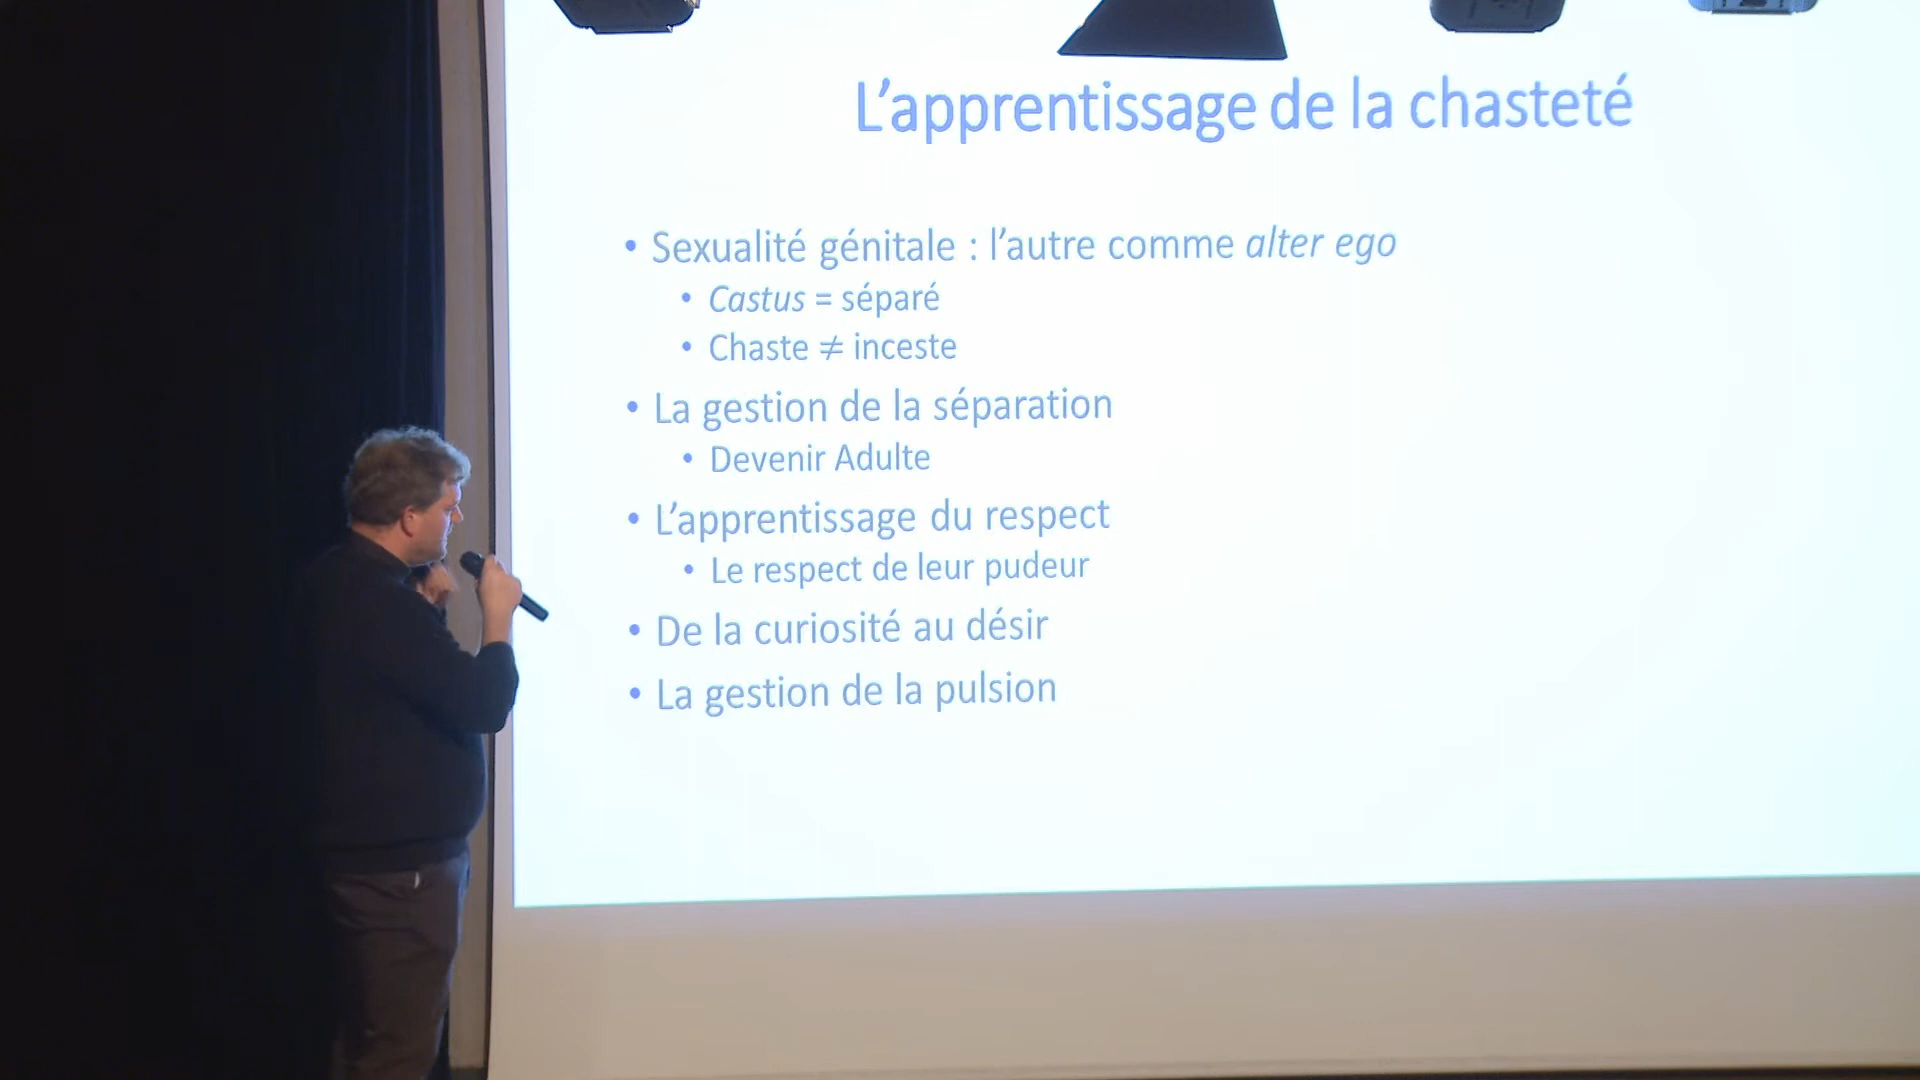 L'apprentissage de la chasteté
• Sexualité génitale : l'autre comme alter ego
• Castus = séparé
• Chaste ≠ inceste
• La gestion de la séparation
• Devenir Adulte
• L'apprentissage du respect
• Le respect de leur pudeur
• De la curiosité au désir
• La gestion de la pulsion